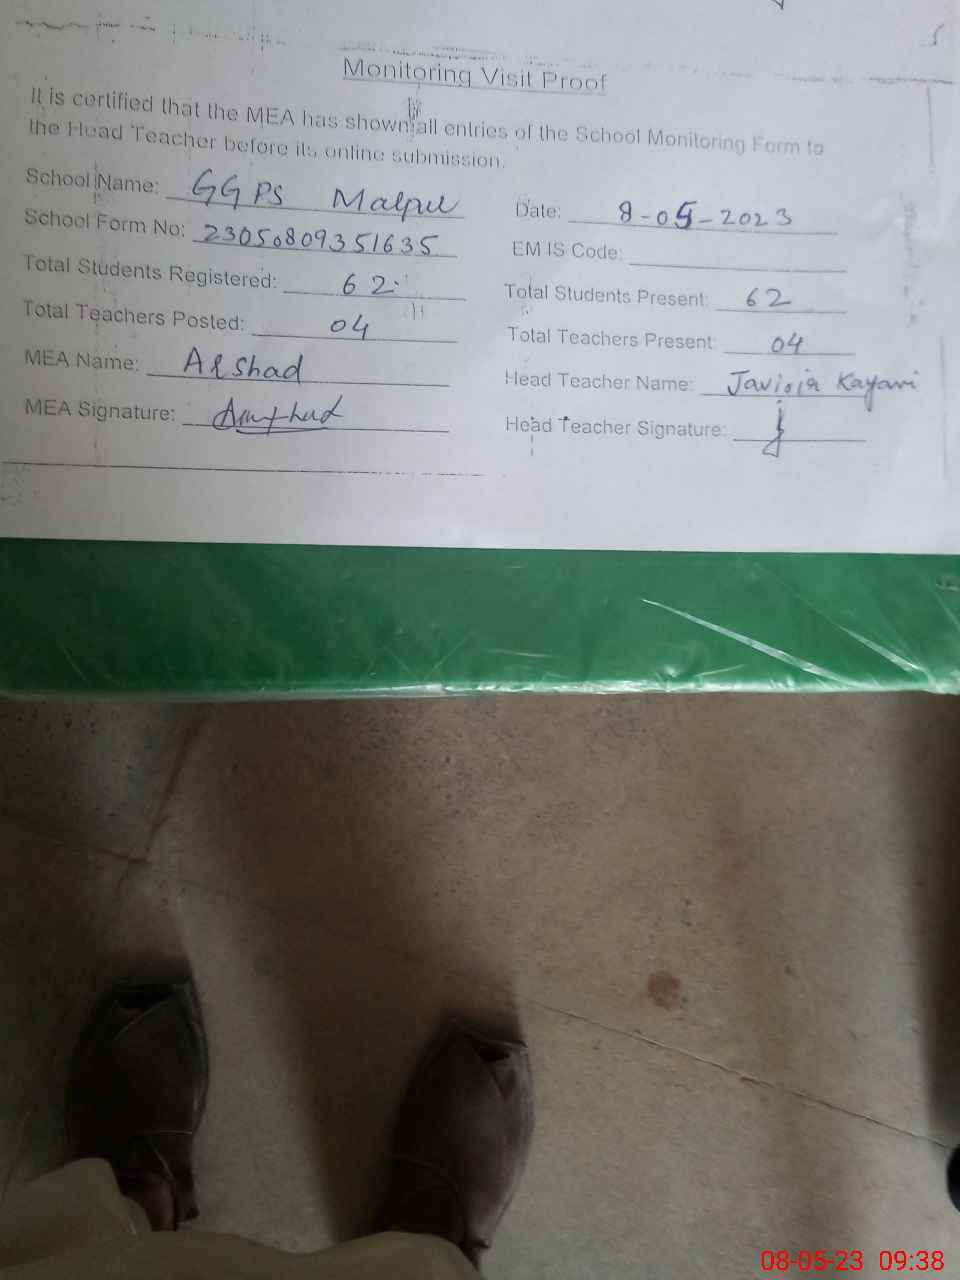 Monitoring Visit Proof
It is certified that the MEA has shown all entries of the School Monitoring Form to
the Head Teacher before its online submission.
School Name: GGPS Malpul
Date: 8-05-2023
School Form No: 23050809351635
EMIS Code:
Total Students Registered: 62
Total Students Present: 62
Total Teachers Posted: 04
Total Teachers Present: 04
MEA Name: Arshad
Head Teacher Name: Kayani
MEA Signature:
Head Teacher Signature:
08-05-23 09:38